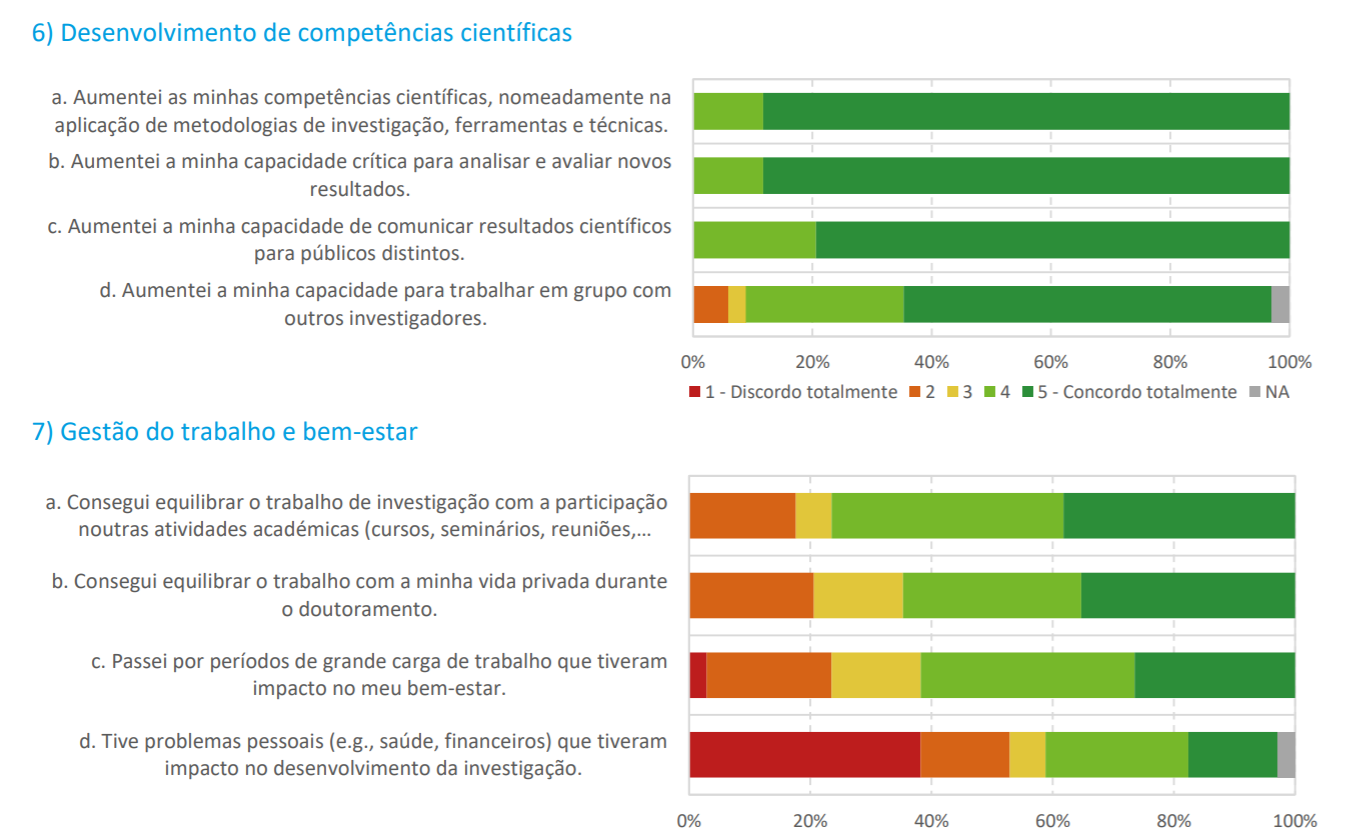 6) Desenvolvimento de competências científicas
a. Aumentei as minhas competências científicas, nomeadamente na
aplicação de metodologias de investigação, ferramentas e técnicas.
b. Aumentei a minha capacidade crítica para analisar e avaliar novos
resultados.
c. Aumentei a minha capacidade de comunicar resultados científicos
para públicos distintos.
d. Aumentei a minha capacidade para trabalhar em grupo com
outros investigadores.
0% 20% 40% 60% 80% 100%
1 - Discordo totalmente 2 3 4 5 - Concordo totalmente NA
7) Gestão do trabalho e bem-estar
a. Consegui equilibrar o trabalho de investigação com a participação
noutras atividades académicas (cursos, seminários, reuniões,...
b. Consegui equilibrar o trabalho com a minha vida privada durante
o doutoramento.
c. Passei por períodos de grande carga de trabalho que tiveram
impacto no meu bem-estar.
d. Tive problemas pessoais (e.g., saúde, financeiros) que tiveram
impacto no desenvolvimento da investigação.
0% 20% 40% 60% 80% 100%